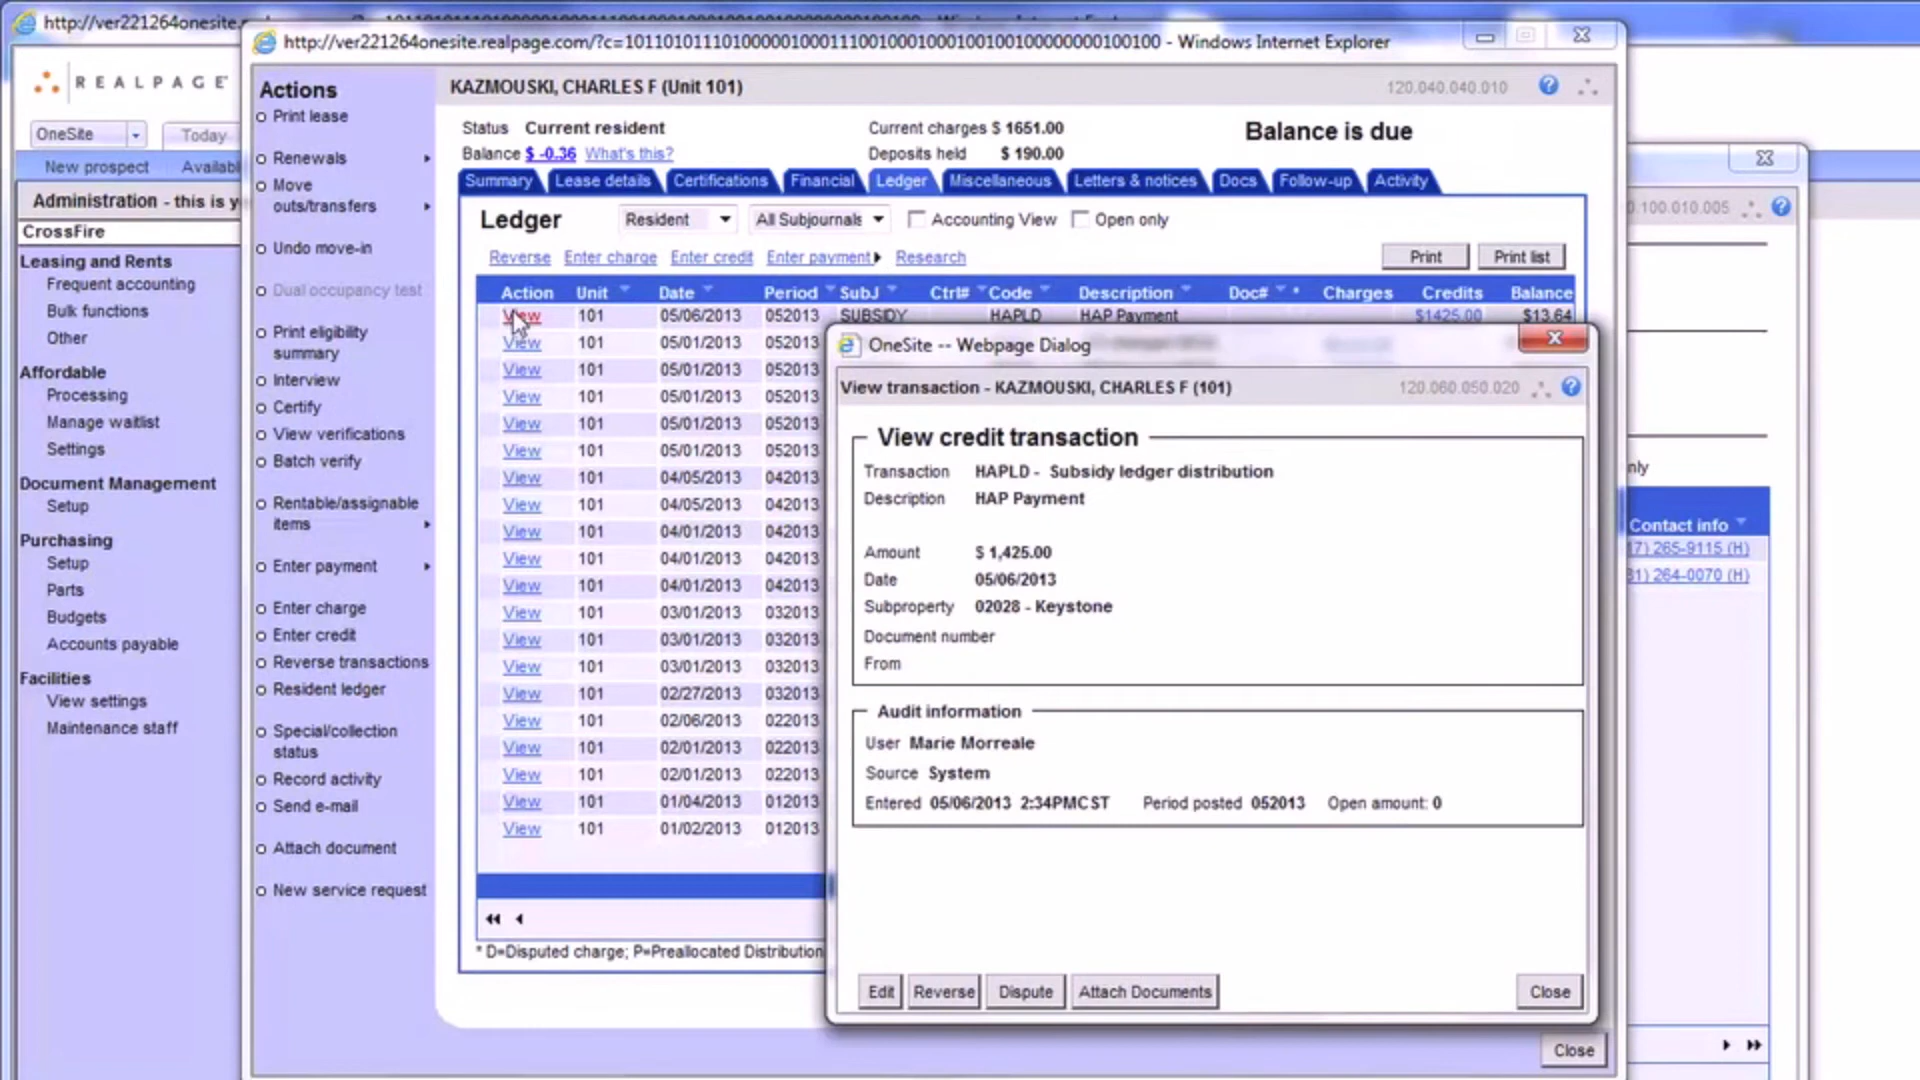 http://ver221264onesite.re
http://ver221264onesite.realpage.com/?c=1011010111010000010001110010001000100100100000000100100 - Windows Internet Explorer
REALPAGE
OneSite
Today
New prospect
Availabl
Administration - this is y
CrossFire
Leasing and Rents
Frequent accounting
Bulk functions
Other
Affordable
Processing
Manage waitlist
Settings
Document Management
Setup
Purchasing
Setup
Parts
Budgets
Accounts payable
Facilities
View settings
Maintenance staff
Actions
Print lease
Renewals
Move
outs/transfers
Undo move-in
Dual occupancy test
Print eligibility
summary
Interview
Certify
View verifications
Batch verify
Rentable/assignable
items
Enter payment
Enter charge
Enter credit
Reverse transactions
Resident ledger
Special/collection
status
Record activity
Send e-mail
Attach document
New service request
KAZMOUSKI, CHARLES F (Unit 101)
120.040.040.010
Status Current resident
Current charges $ 1651.00
Balance is due
Balance $ -0.36 What's this?
Deposits held $ 190.00
Summary Lease details Certifications Financial Ledger Miscellaneous Letters & notices Docs Follow-up Activity
Ledger Resident All Subjournals Accounting View Open only
Reverse Enter charge Enter credit Enter payment Research Print Print list
Action Unit Date Period SubJ Ctrl# Code Description Doc# * Charges Credits Balance
View 101 05/06/2013 052013 SUBSIDY HAPLD HAP Payment $1425.00 $13.64
View 101 05/01/2013 052013
View 101 05/01/2013 052013
View 101 05/01/2013 052013
View 101 05/01/2013 052013
View 101 05/01/2013 052013
View 101 04/05/2013 042013
View 101 04/05/2013 042013
View 101 04/01/2013 042013
View 101 04/01/2013 042013
View 101 04/01/2013 042013
View 101 03/01/2013 032013
View 101 03/01/2013 032013
View 101 03/01/2013 032013
View 101 02/27/2013 032013
View 101 02/06/2013 022013
View 101 02/01/2013 022013
View 101 02/01/2013 022013
View 101 01/04/2013 012013
View 101 01/02/2013 012013
* D=Disputed charge; P=Preallocated Distribution
OneSite -- Webpage Dialog
View transaction - KAZMOUSKI, CHARLES F (101)
120.060.050.020
View credit transaction
Transaction HAPLD - Subsidy ledger distribution
Description HAP Payment
Amount $ 1,425.00
Date 05/06/2013
Subproperty 02028 - Keystone
Document number
From
Audit information
User Marie Morreale
Source System
Entered 05/06/2013 2:34PMCST Period posted 052013 Open amount: 0
Edit Reverse Dispute Attach Documents Close
Close
0.100.010.005
nly
Contact info
17) 265-9115 (H)
31) 264-0070 (H)